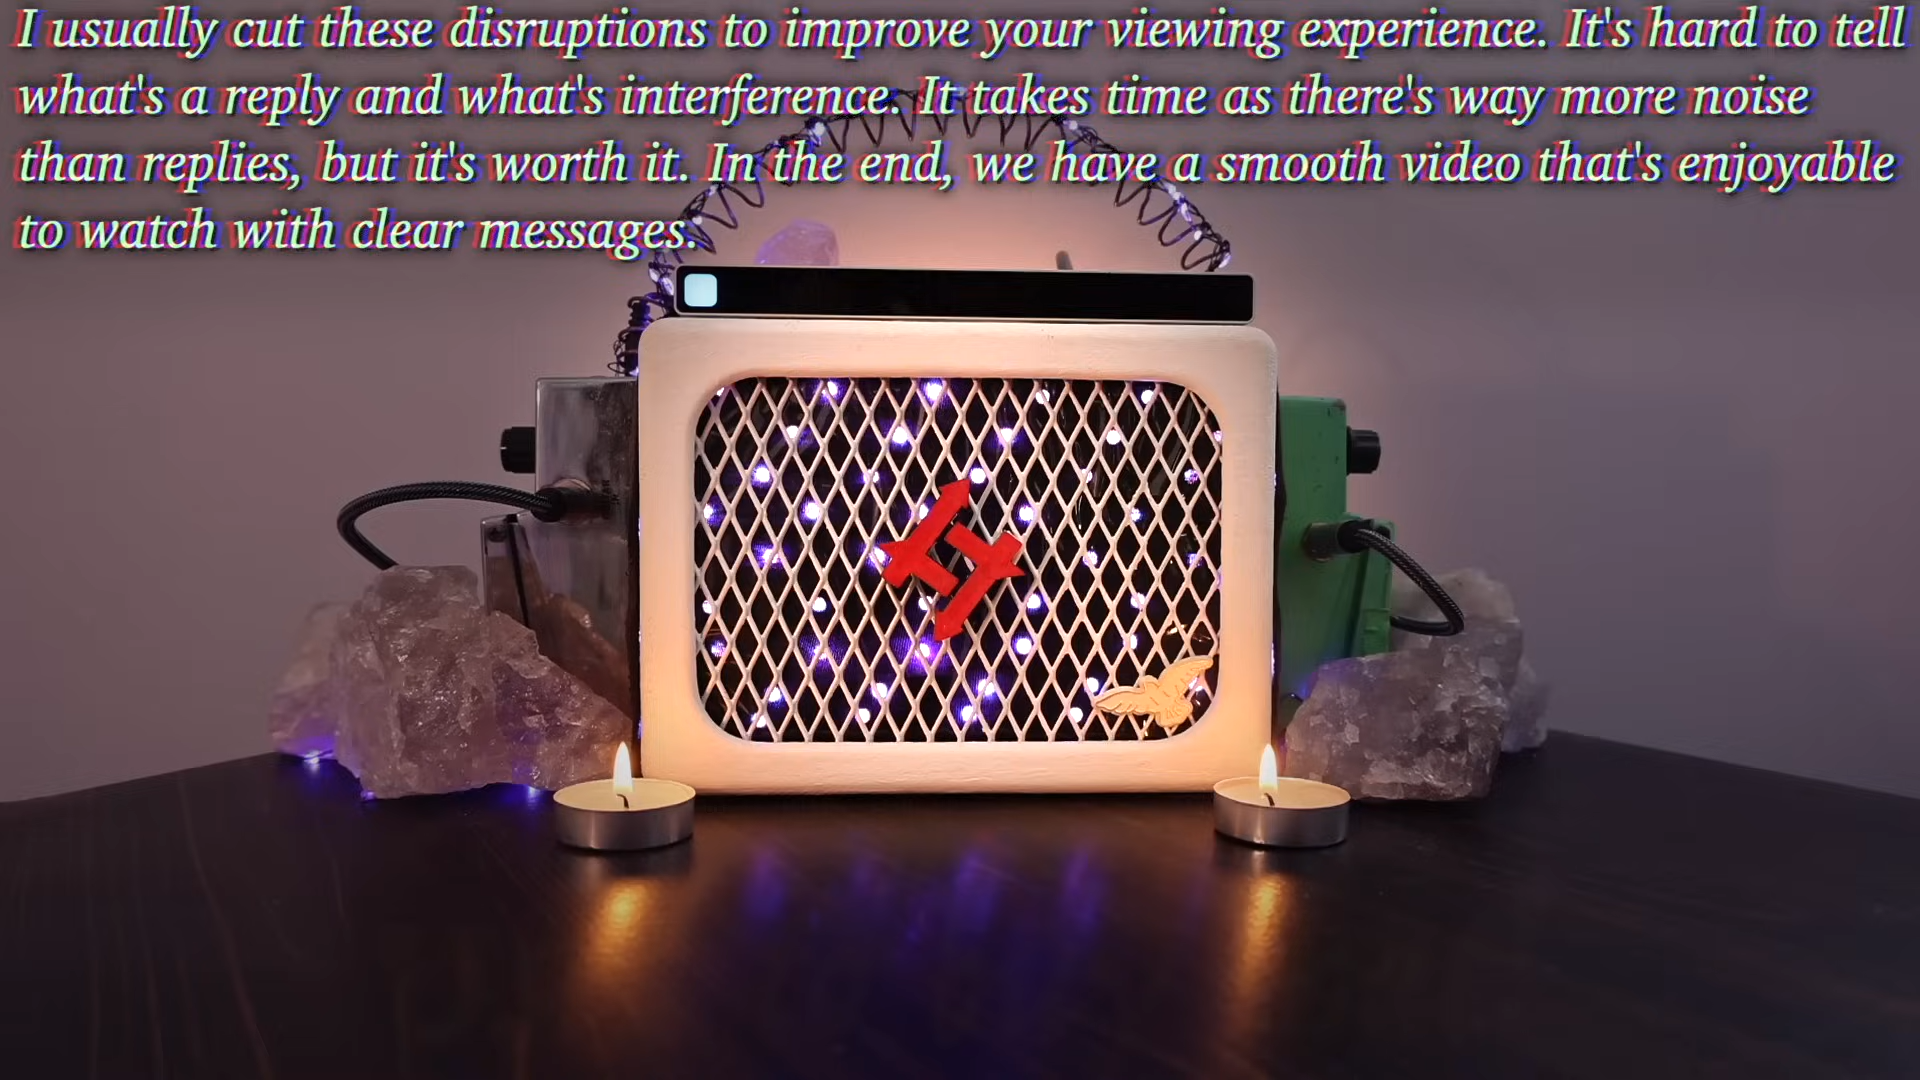 I usually cut these disruptions to improve your viewing experience. It's hard to tell
what's a reply and what's interference. It takes time as there's way more noise
than replies, but it's worth it. In the end, we have a smooth video that's enjoyable
to watch with clear messages.